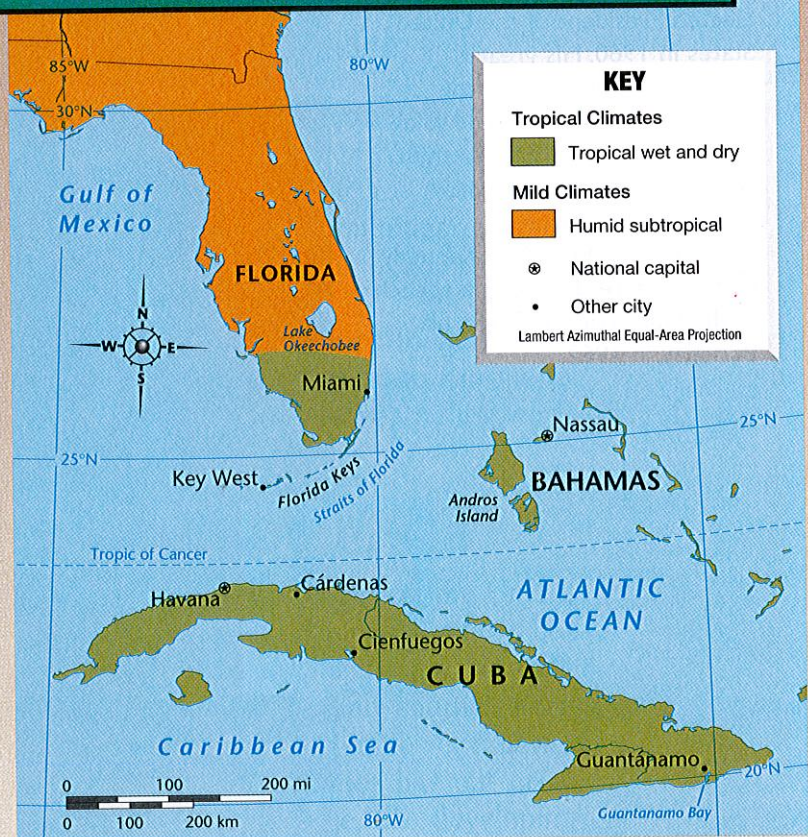 85°W
80°W
30°N
KEY
Tropical Climates
Tropical wet and dry
Mild Climates
Humid subtropical
National capital
Other city
Lambert Azimuthal Equal-Area Projection
Gulf of
Mexico
FLORIDA
N
W E
S
Lake
Okeechobee
Miami
Nassau
25°N
25°N
Key West
Florida Keys
Straits of Florida
BAHAMAS
Andros
Island
Tropic of Cancer
ATLANTIC
OCEAN
Havana
Cárdenas
Cienfuegos
CUBA
Caribbean Sea
Guantánamo
20°N
Guantanamo Bay
0 100 200 mi
0 100 200 km
80°W